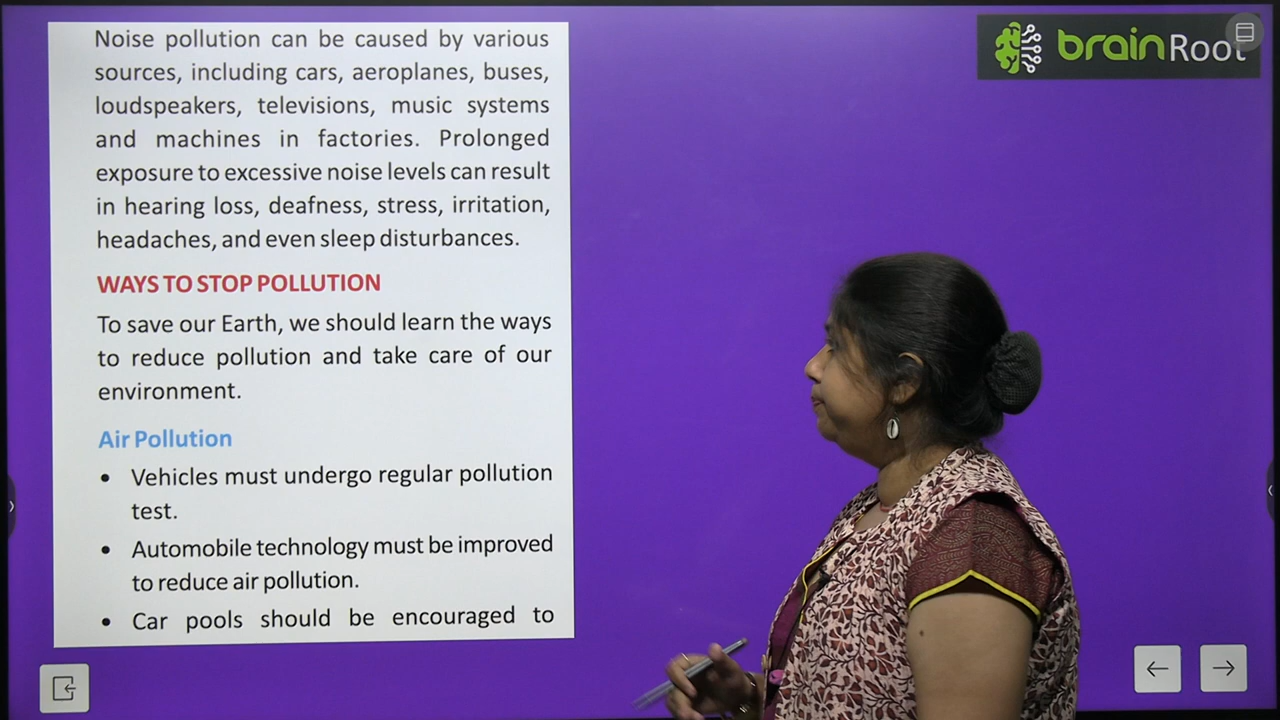 Noise pollution can be caused by various
sources, including cars, aeroplanes, buses,
loudspeakers, televisions, music systems
and machines in factories. Prolonged
exposure to excessive noise levels can result
in hearing loss, deafness, stress, irritation,
headaches, and even sleep disturbances.
WAYS TO STOP POLLUTION
To save our Earth, we should learn the ways
to reduce pollution and take care of our
environment.
Air Pollution
• Vehicles must undergo regular pollution
test.
• Automobile technology must be improved
to reduce air pollution.
• Car pools should be encouraged to
brainRoot